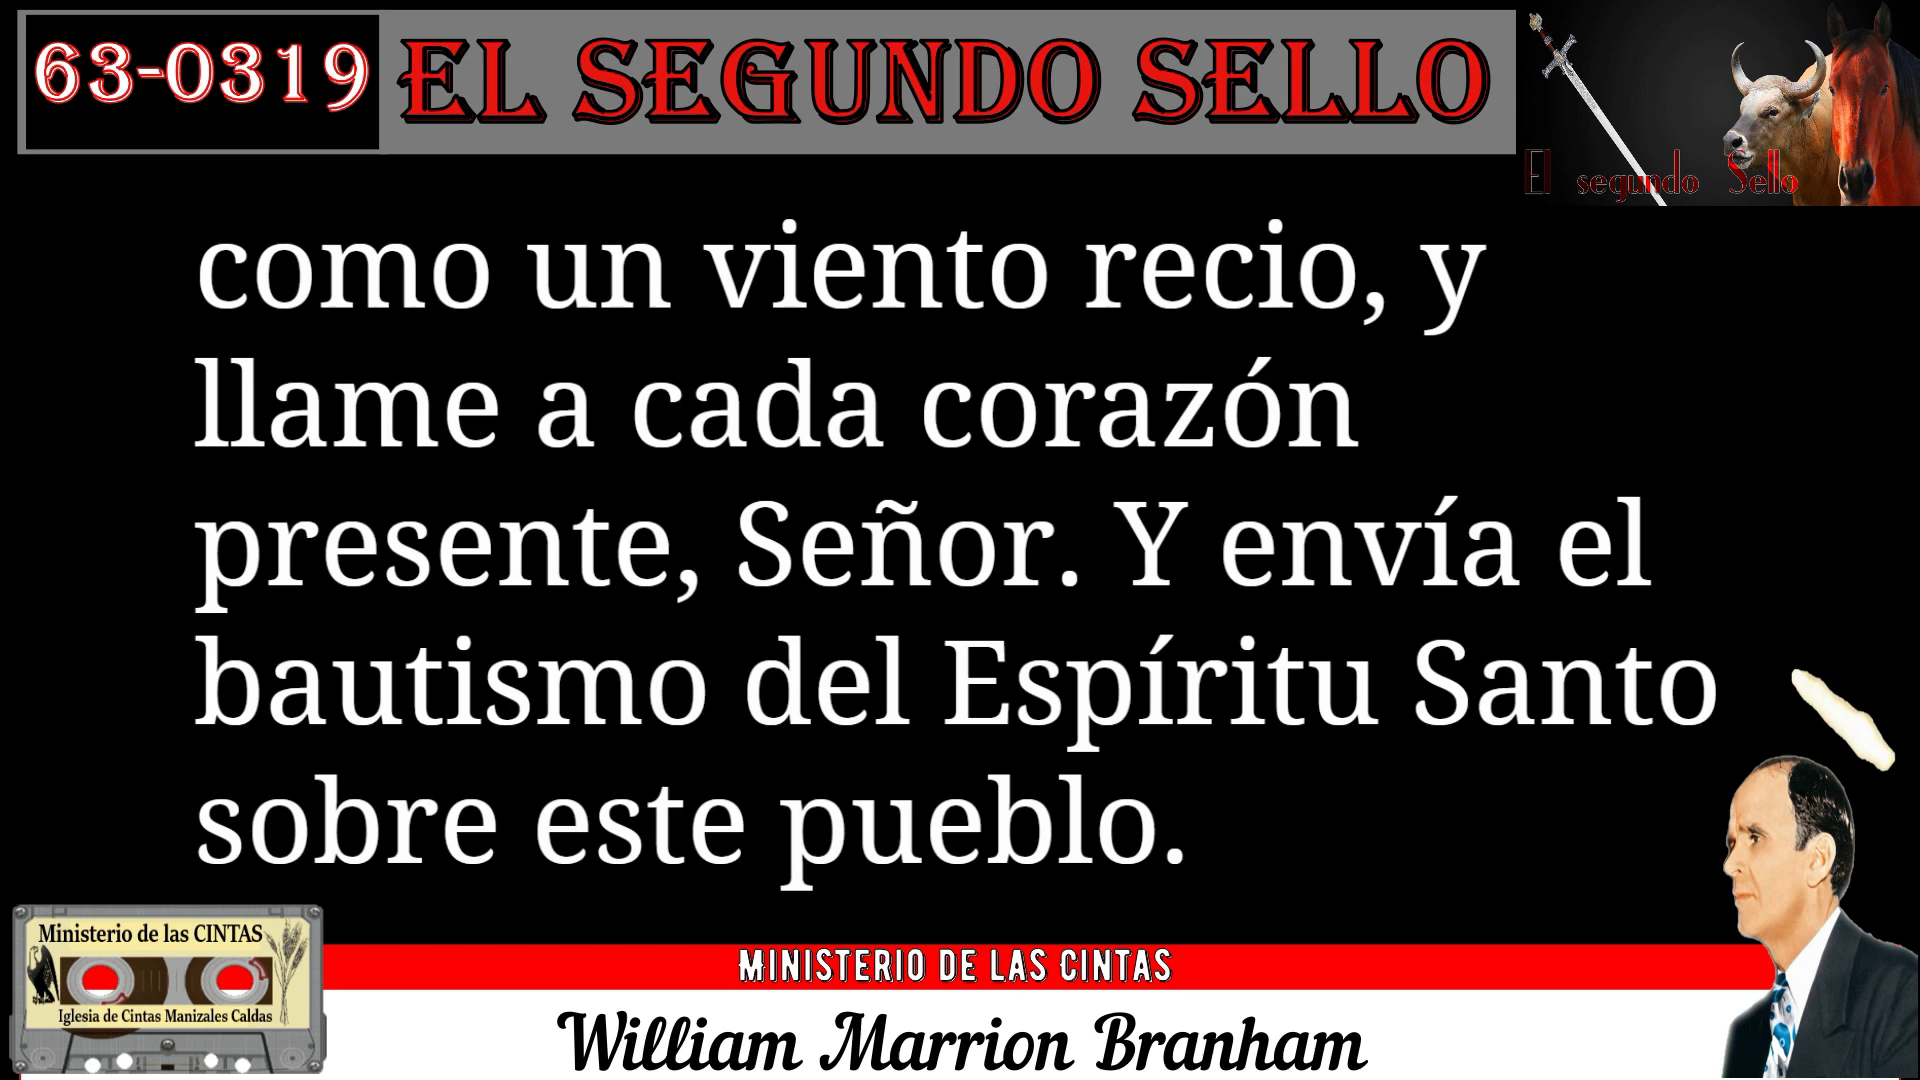 63-0319
EL SEGUNDO SELLO
El segundo Sello
como un viento recio, y
llame a cada corazón
presente, Señor. Y envía el
bautismo del Espíritu Santo
sobre este pueblo.
Ministerio de las CINTAS
Iglesia de Cintas Manizales Caldas
MINISTERIO DE LAS CINTAS
William Marrion Branham